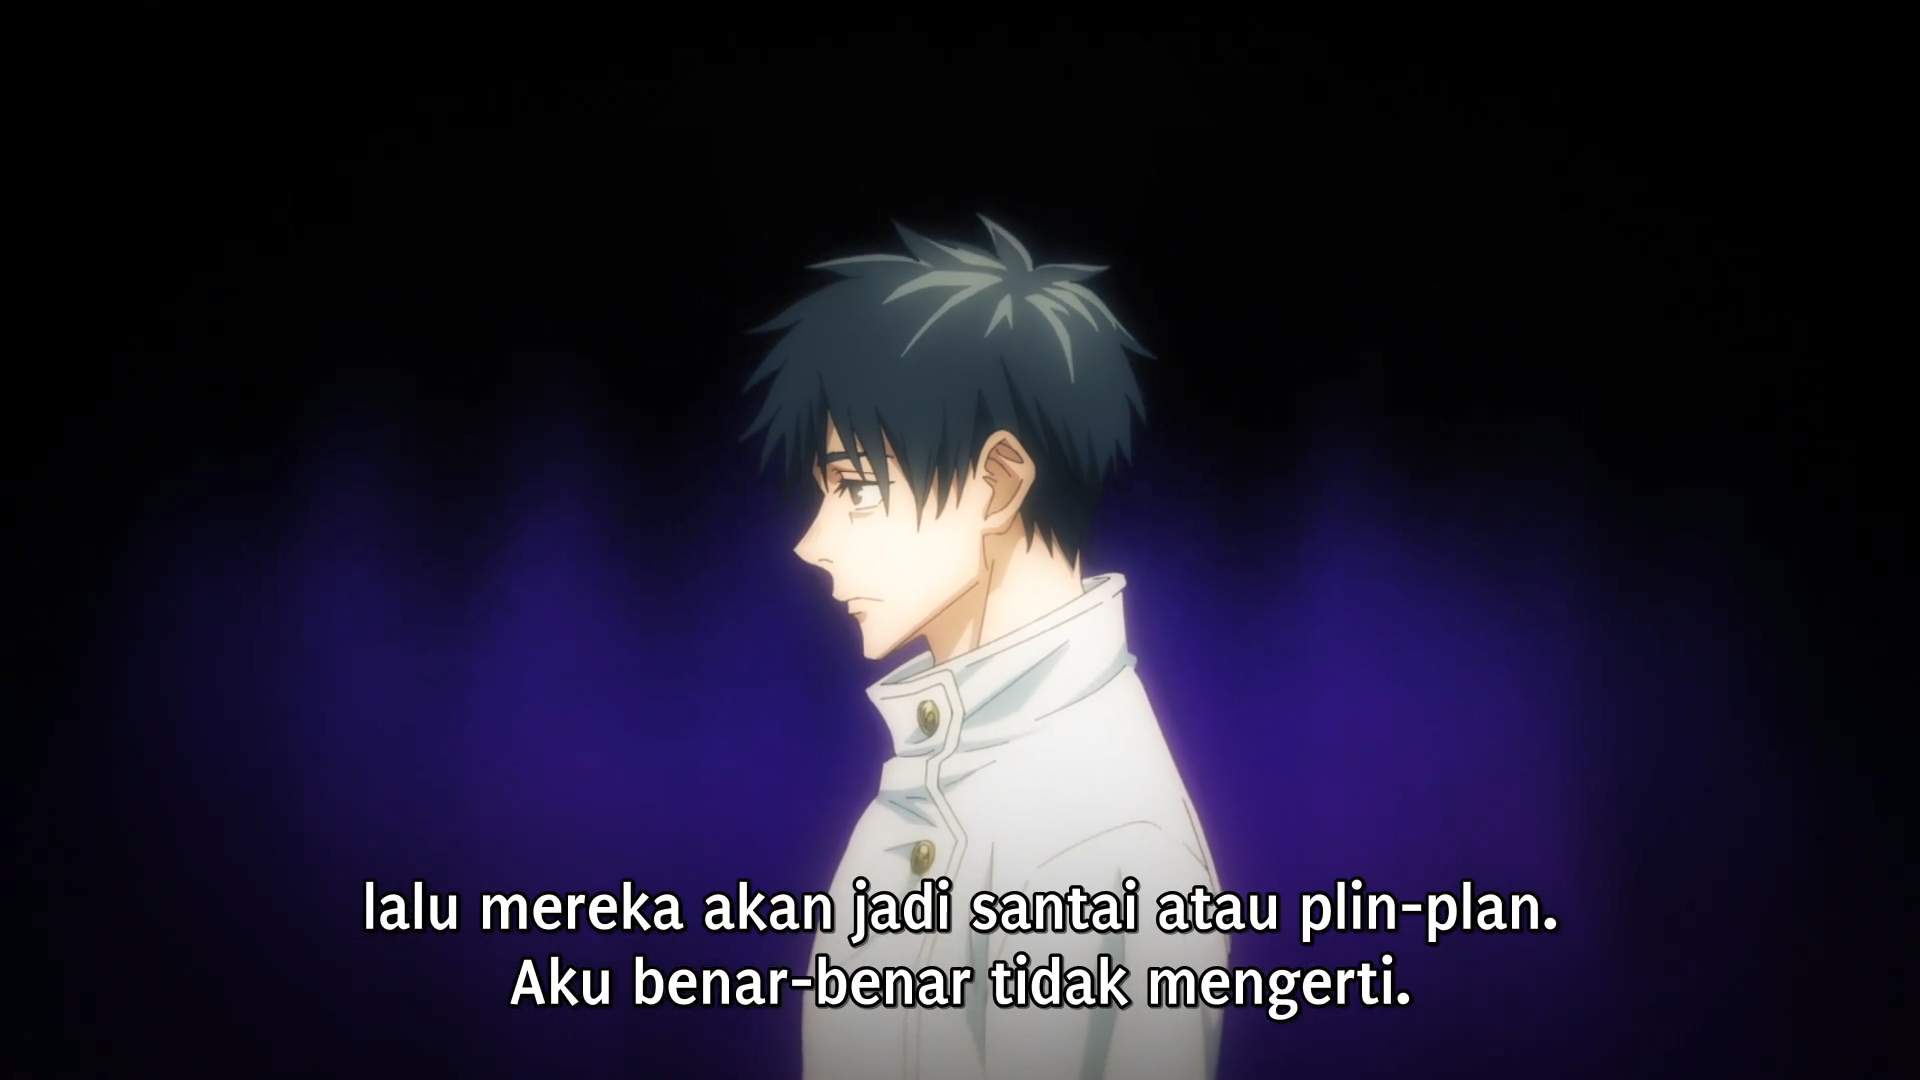 lalu mereka akan jadi santai atau plin-plan.
Aku benar-benar tidak mengerti.